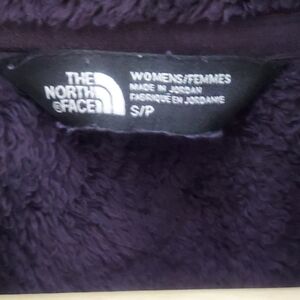 THE
NORTH
FACE
WOMENS/FEMMES
MADE IN JORDAN
FABRIQUÉ EN JORDANIE
S/P